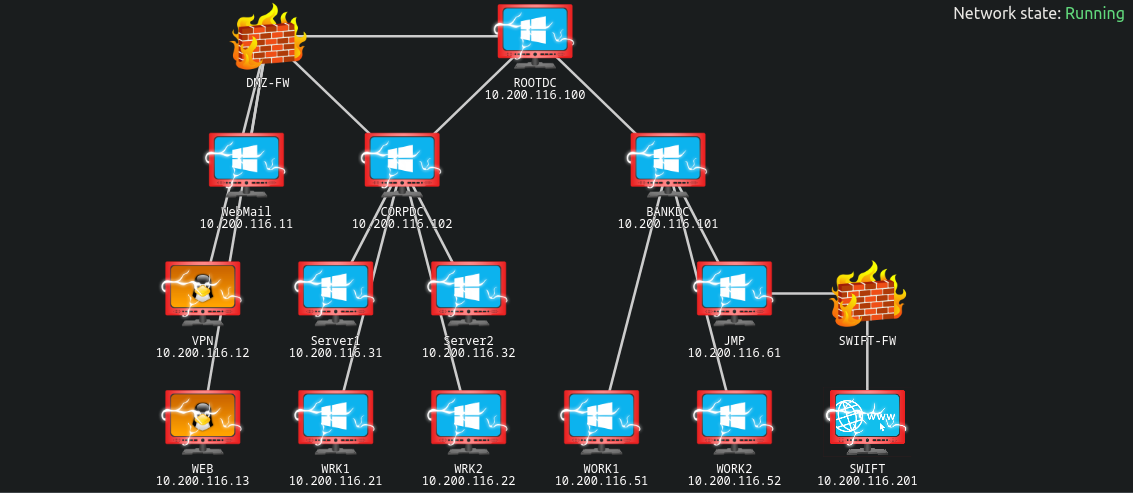 Network state: Running
DMZ-FW
ROOTDC
10.200.116.100
WebMail
10.200.116.11
CORPDC
10.200.116.102
BANKDC
10.200.116.101
VPN
10.200.116.12
Server1
10.200.116.31
Server2
10.200.116.32
JMP
10.200.116.61
SWIFT-FW
WEB
10.200.116.13
WRK1
10.200.116.21
WRK2
10.200.116.22
WORK1
10.200.116.51
WORK2
10.200.116.52
www
SWIFT
10.200.116.201